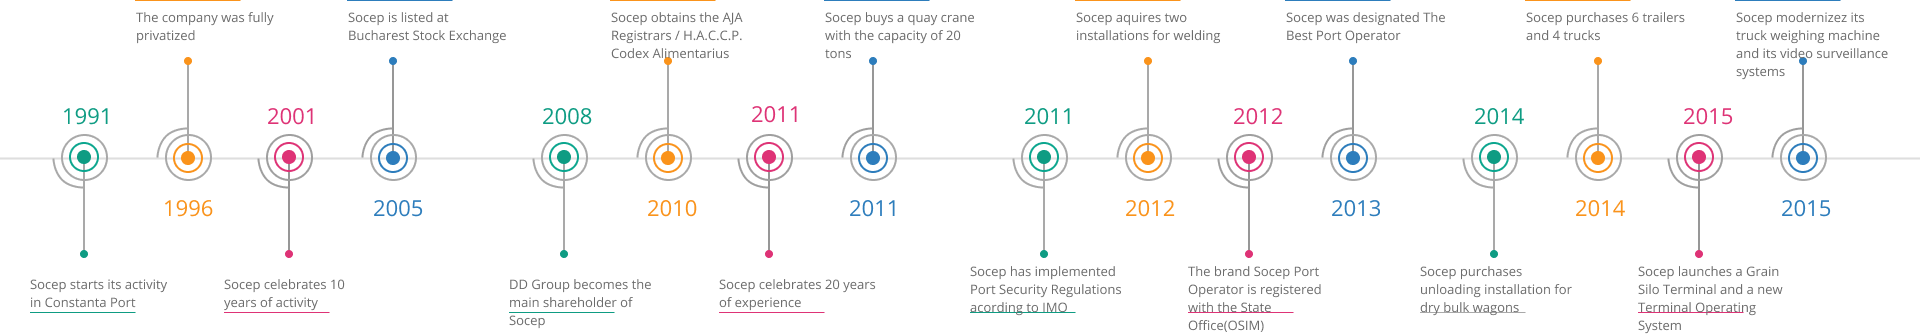 The company was fully
privatized
Socep is listed at
Bucharest Stock Exchange
Socep obtains the AJA
Registrars / H.A.C.C.P.
Codex Alimentarius
Socep buys a quay crane
with the capacity of 20
tons
Socep aquires two
installations for welding
Socep was designated The
Best Port Operator
Socep purchases 6 trailers
and 4 trucks
Socep modernizez its
truck weighing machine
and its video surveillance
systems
1991
2001
2008
2011
2011
2012
2014
2015
1996
2005
2010
2011
2012
2013
2014
2015
Socep starts its activity
in Constanta Port
Socep celebrates 10
years of activity
DD Group becomes the
main shareholder of
Socep
Socep celebrates 20 years
of experience
Socep has implemented
Port Security Regulations
acording to IMO
The brand Socep Port
Operator is registered
with the State
Office(OSIM)
Socep purchases
unloading installation for
dry bulk wagons
Socep launches a Grain
Silo Terminal and a new
Terminal Operating
System